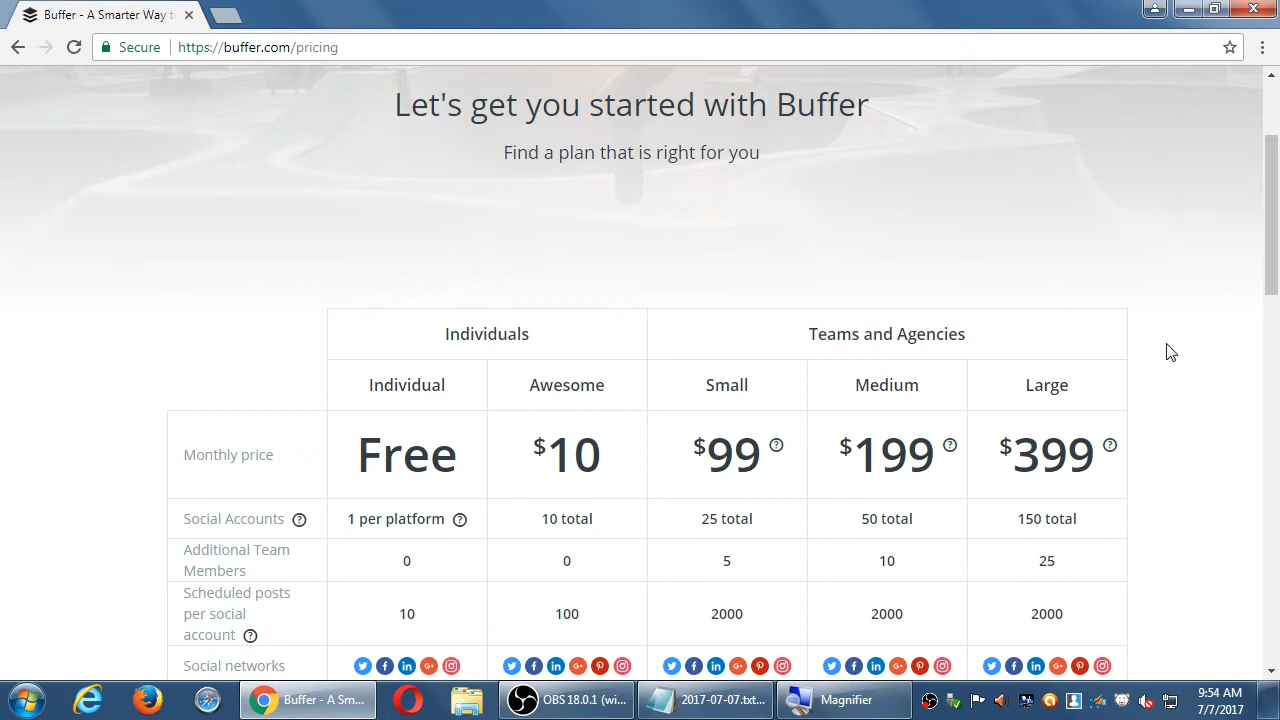 Buffer - A Smarter Way t
Secure https://buffer.com/pricing
Let's get you started with Buffer
Find a plan that is right for you
Individuals Teams and Agencies
Individual Awesome Small Medium Large
Monthly price Free $10 $99 ? $199 ? $399 ?
Social Accounts ? 1 per platform ? 10 total 25 total 50 total 150 total
Additional Team
Members 0 0 5 10 25
Scheduled posts
per social
account ? 10 100 2000 2000 2000
Social networks
Buffer - A Sm... OBS 18.0.1 (wi... 2017-07-07.txt... Magnifier
9:54 AM
7/7/2017